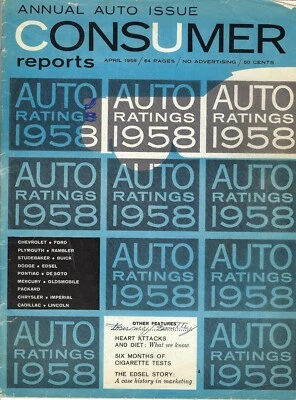 ANNUAL AUTO ISSUE
CONSUMER
reports
APRIL 1958 / 64 PAGES / NO ADVERTISING / 50 CENTS
AUTO RATINGS 1958
AUTO RATINGS 1958
AUTO RATINGS 1958
AUTO RATINGS 1958
AUTO RATINGS 1958
AUTO RATINGS 1958
CHEVROLET • FORD
PLYMOUTH • RAMBLER
STUDEBAKER • BUICK
DODGE • EDSEL
PONTIAC • DE SOTO
MERCURY • OLDSMOBILE
PACKARD
CHRYSLER • IMPERIAL
CADILLAC • LINCOLN
AUTO RATINGS 1958
AUTO RATINGS 1958
AUTO RATINGS 1958
OTHER FEATURES
HEART ATTACKS
AND DIET: What we know
SIX MONTHS OF
CIGARETTE TESTS
THE EDSEL STORY:
A case history in marketing
AUTO RATINGS 1958